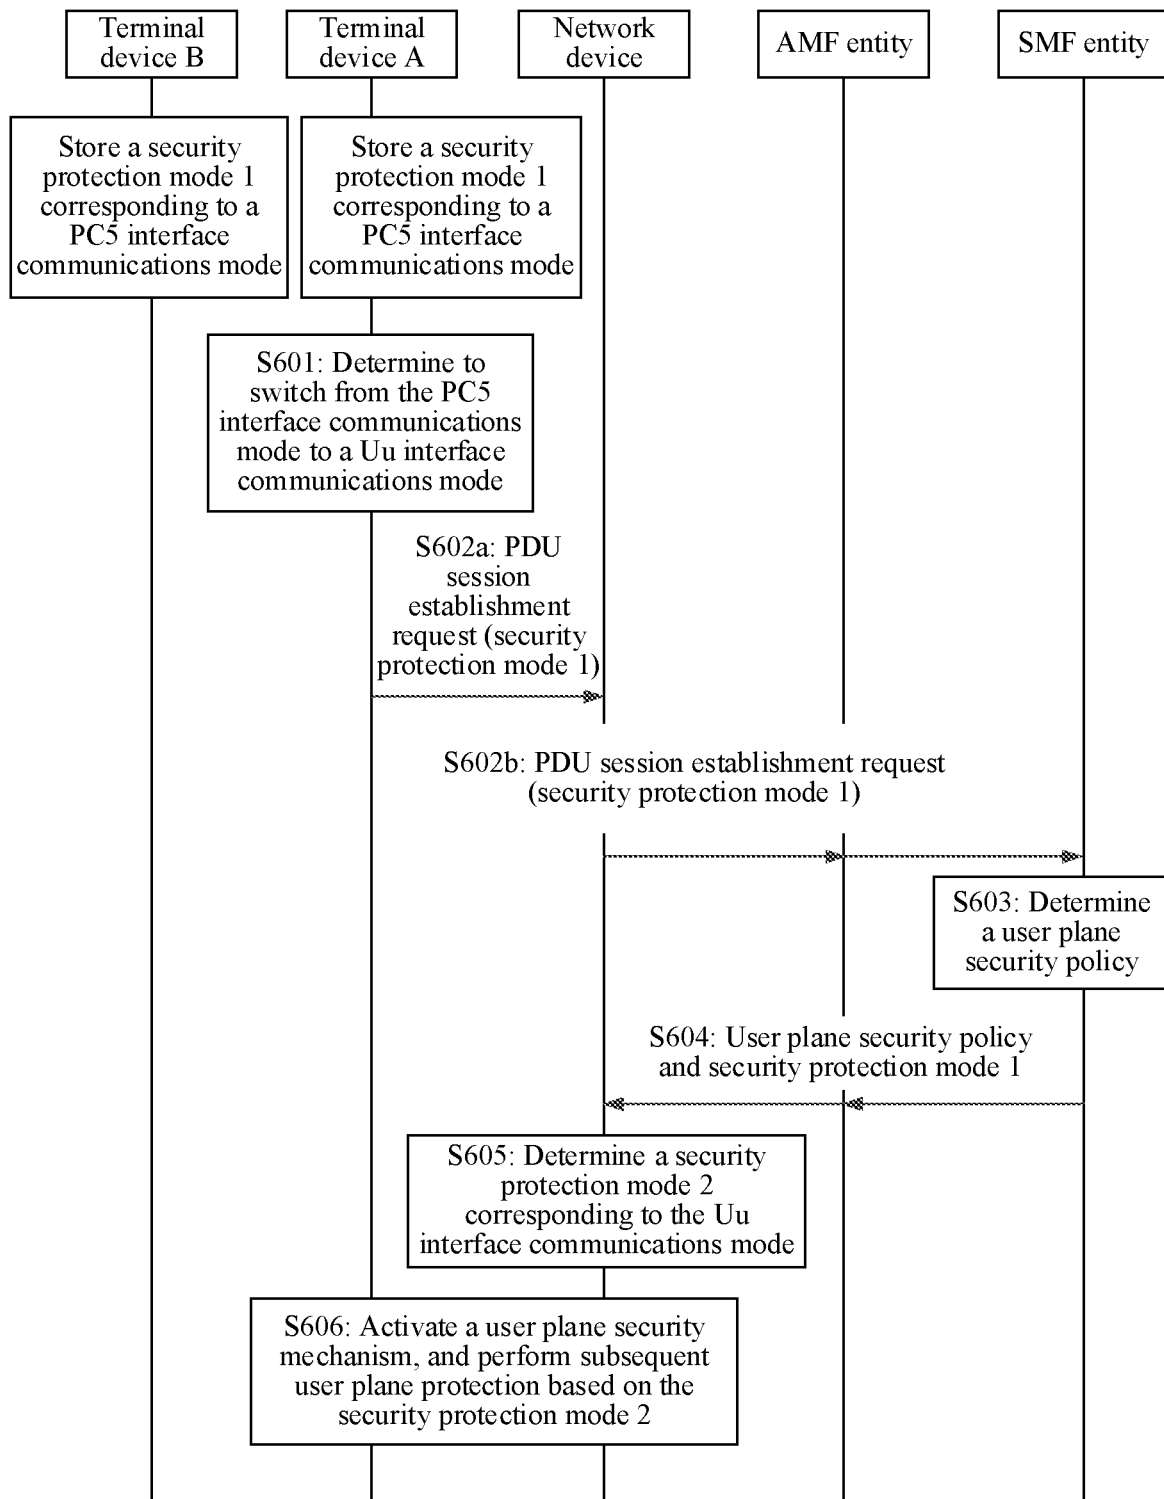 Terminal
device B
Terminal
device A
Network
device
AMF entity
SMF entity
Store a security
protection mode 1
corresponding to a
PC5 interface
communications mode
Store a security
protection mode 1
corresponding to a
PC5 interface
communications mode
S601: Determine to
switch from the PC5
interface communications
mode to a Uu interface
communications mode
S602a: PDU
session
establishment
request (security
protection mode 1)
S602b: PDU session establishment request
(security protection mode 1)
S603: Determine
a user plane
security policy
S604: User plane security policy
and security protection mode 1
S605: Determine a security
protection mode 2
corresponding to the Uu
interface communications mode
S606: Activate a user plane security
mechanism, and perform subsequent
user plane protection based on the
security protection mode 2